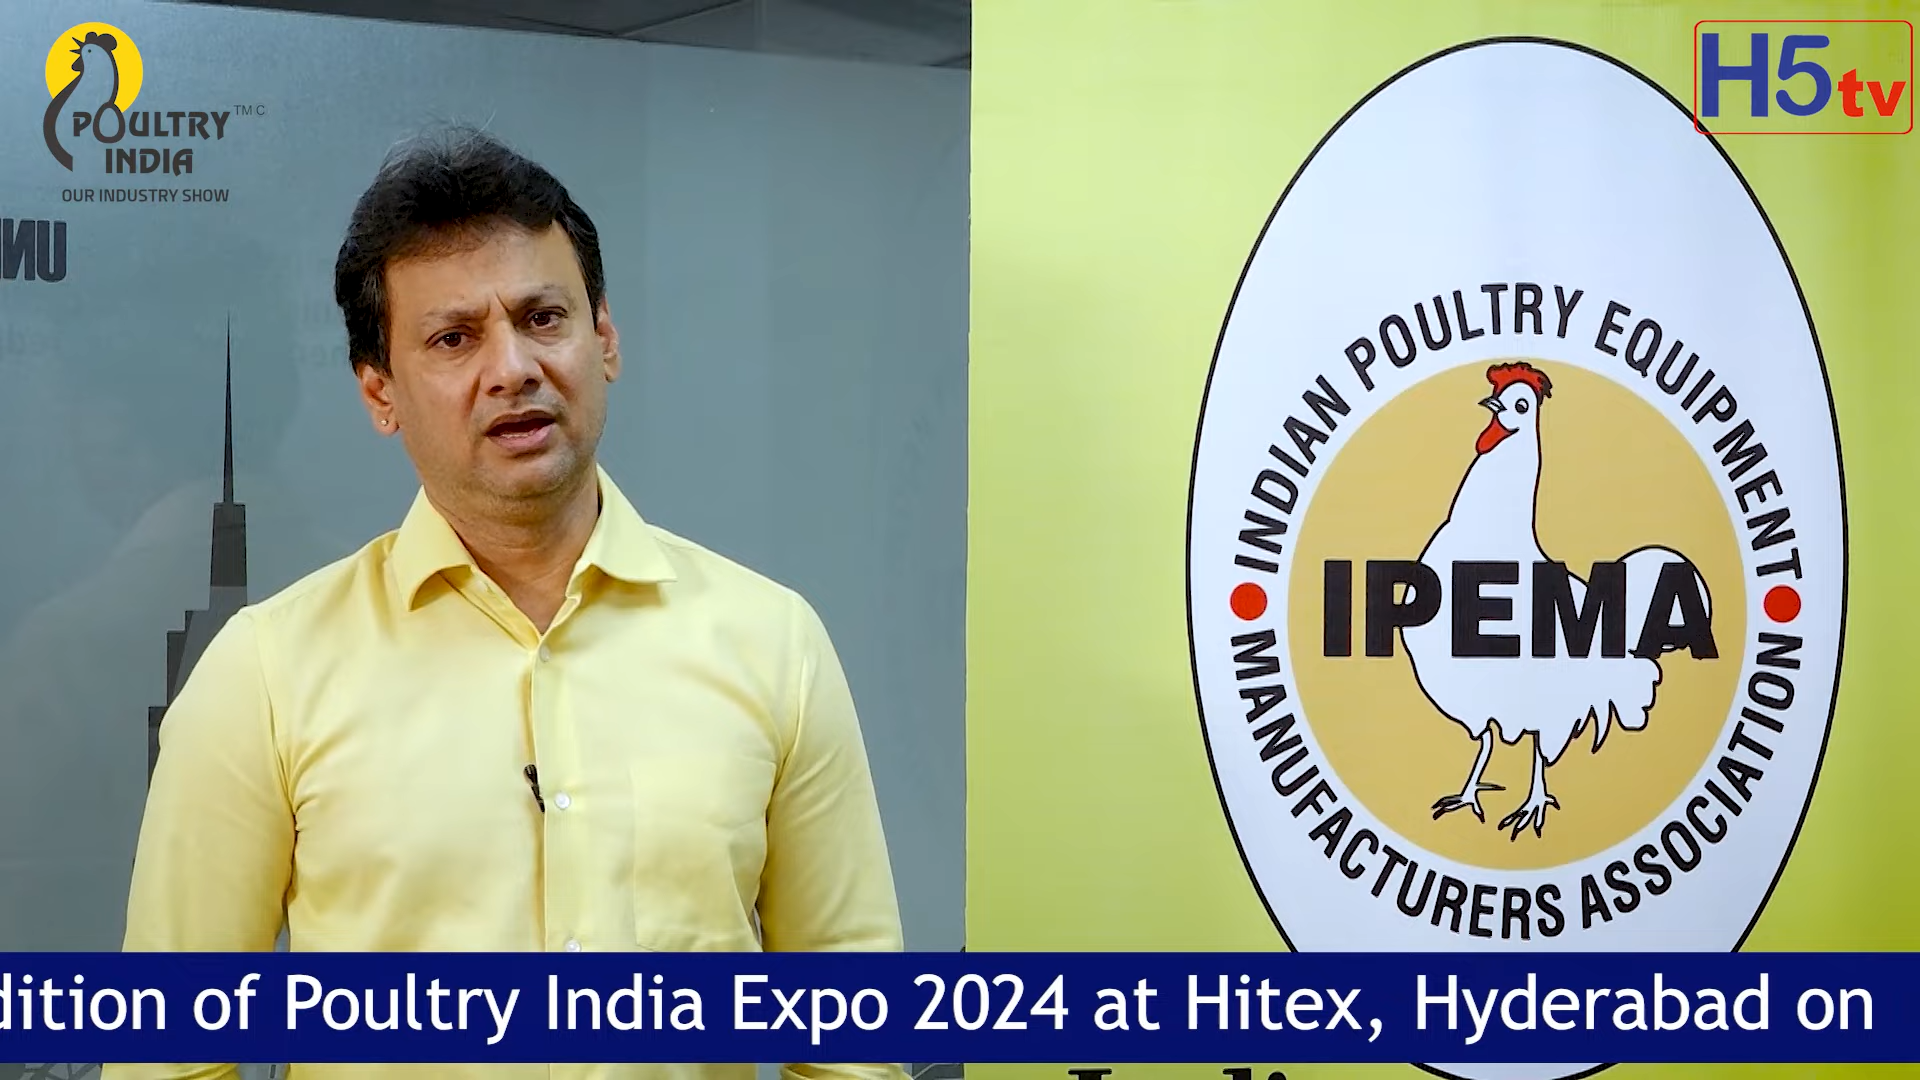 POULTRY TM C
INDIA
OUR INDUSTRY SHOW
H5tv
INDIAN POULTRY EQUIPMENT
IPEMA
MANUFACTURERS ASSOCIATION
dition of Poultry India Expo 2024 at Hitex, Hyderabad on